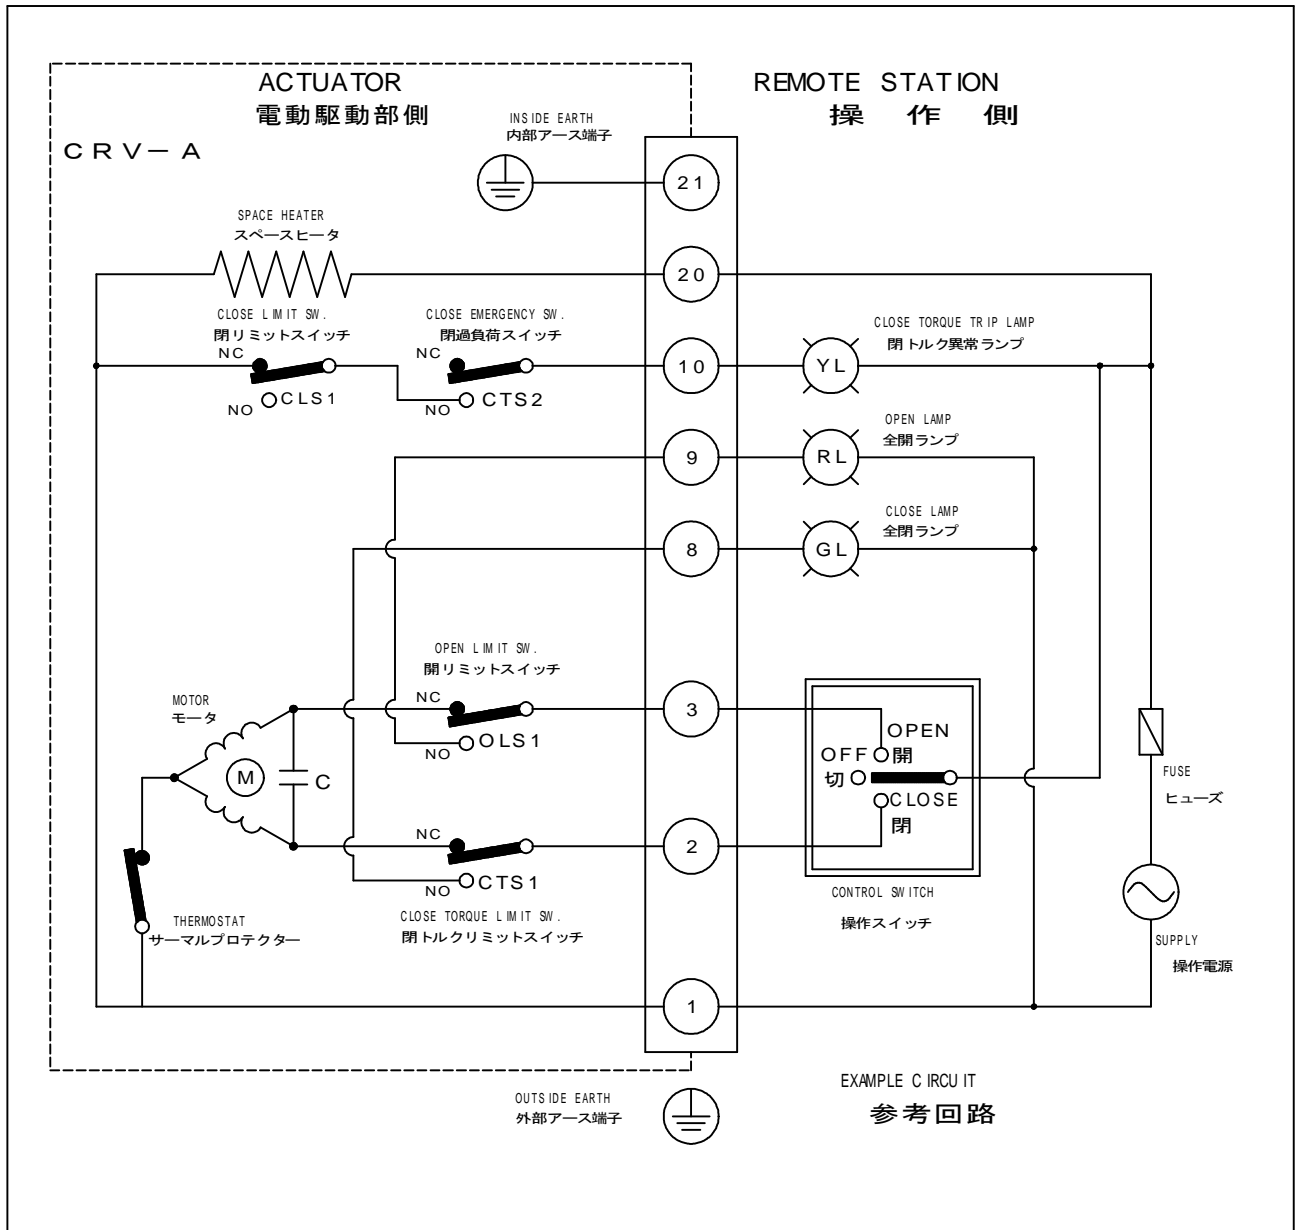 ACTUATOR
電動駆動部側
REMOTE STATION
操作側
CRV-A
INSIDE EARTH
内部アース端子
21
SPACE HEATER
スペースヒータ
20
CLOSE LIMIT SW.
閉リミットスイッチ
NC
NO
CLS1
CLOSE EMERGENCY SW.
閉過負荷スイッチ
NC
NO
CTS2
10
CLOSE TORQUE TRIP LAMP
閉トルク異常ランプ
YL
9
OPEN LAMP
全開ランプ
RL
8
CLOSE LAMP
全閉ランプ
GL
OPEN LIMIT SW.
開リミットスイッチ
NC
NO
OLS1
3
MOTOR
モータ
M
C
OPEN
開
OFF
切
CLOSE
閉
FUSE
ヒューズ
NC
NO
CTS1
2
CLOSE TORQUE LIMIT SW.
閉トルクリミットスイッチ
CONTROL SWITCH
操作スイッチ
THERMOSTAT
サーマルプロテクター
SUPPLY
操作電源
1
OUTSIDE EARTH
外部アース端子
EXAMPLE CIRCUIT
参考回路